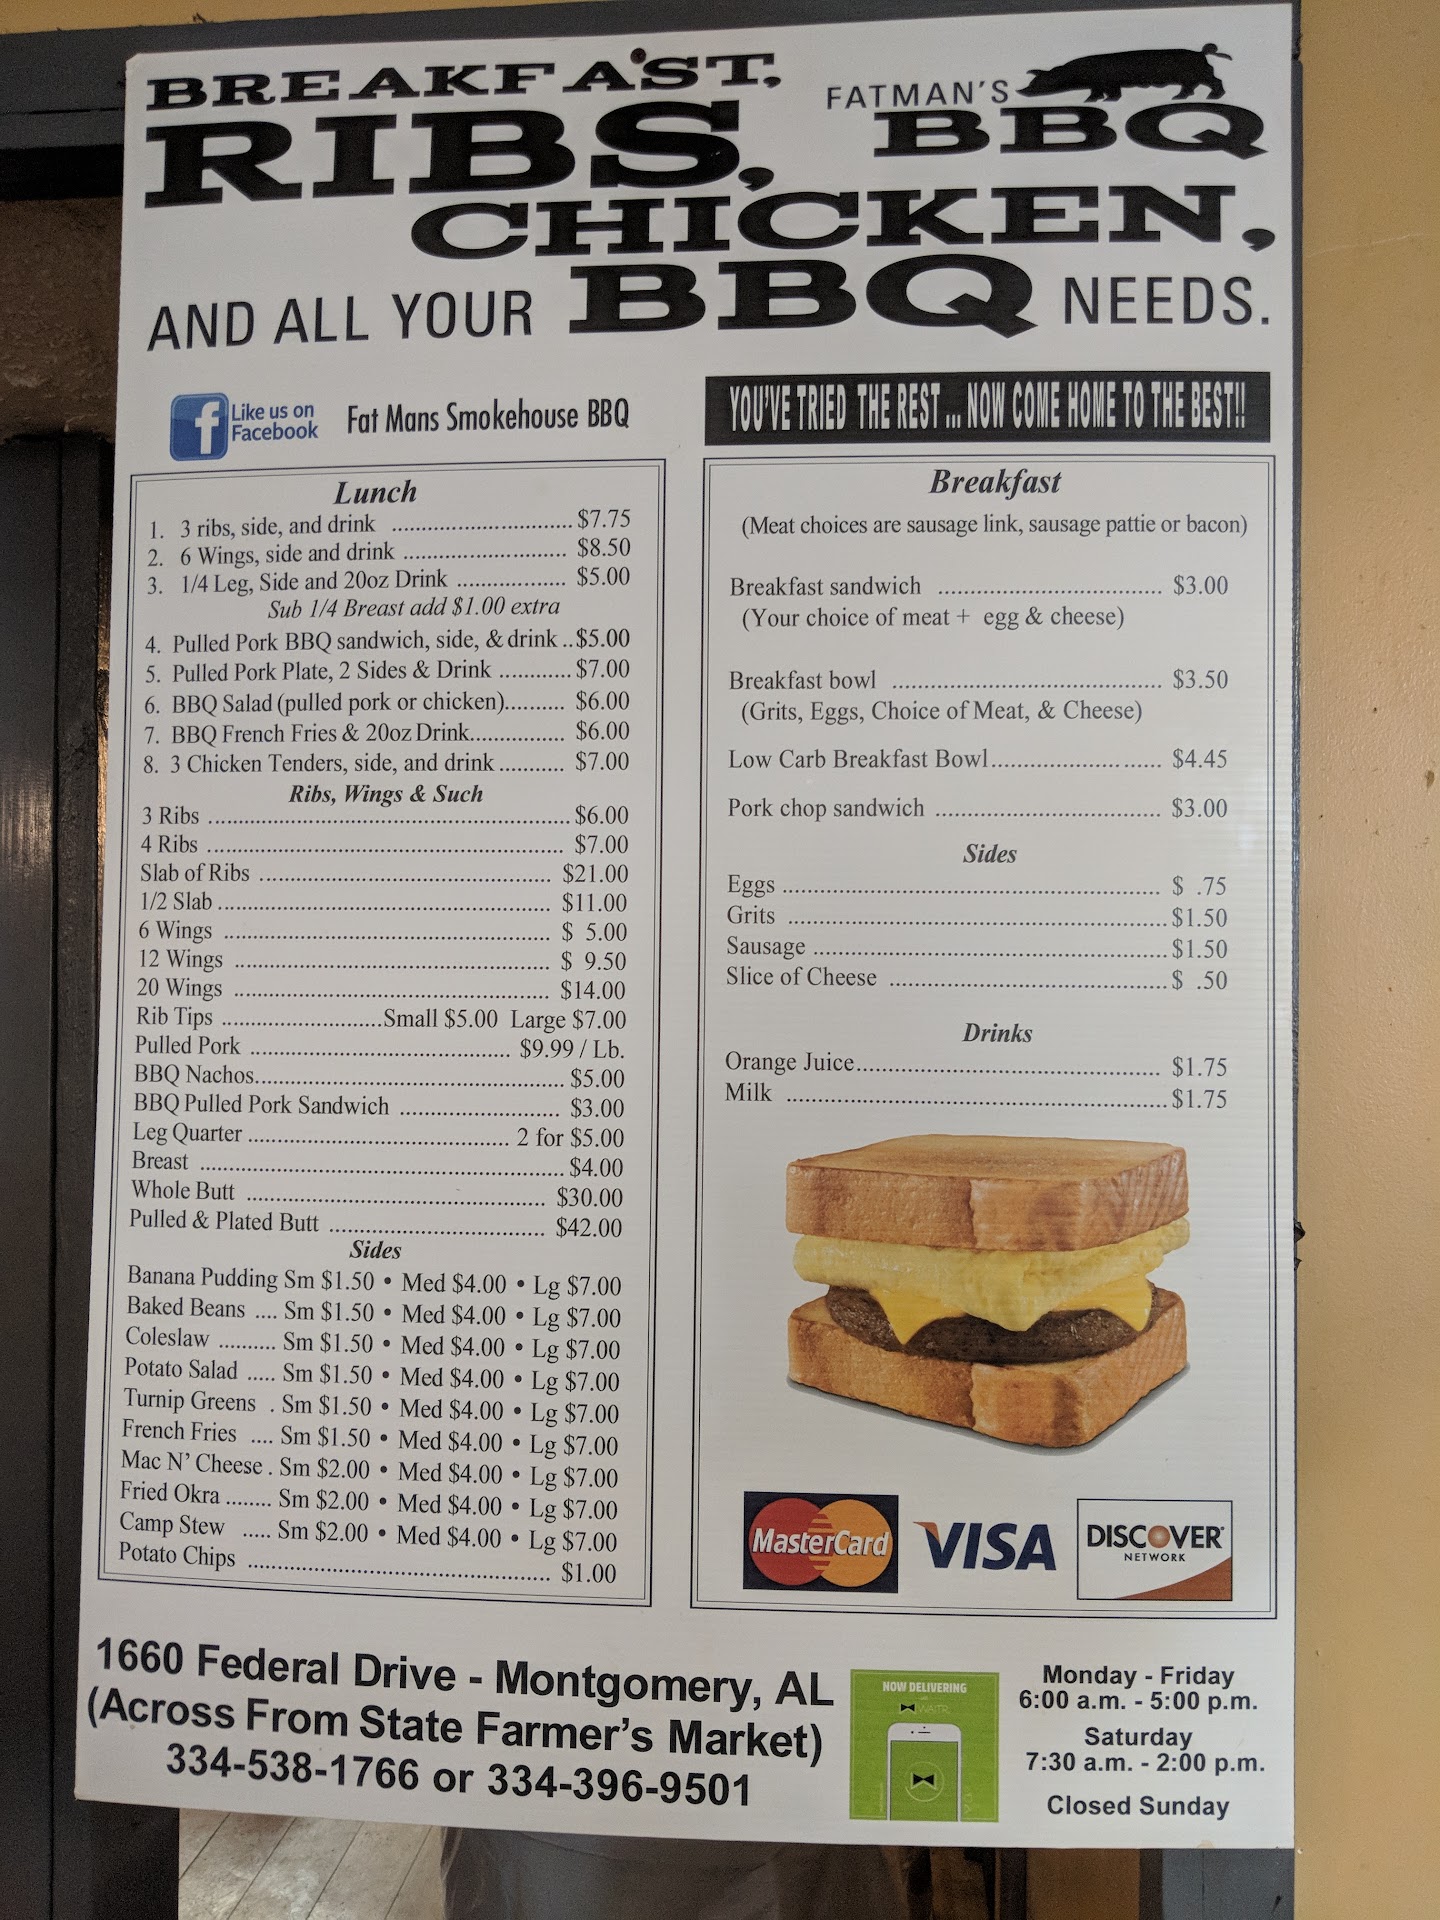 BREAKFAST,
RIBS,
FATMAN'S
BBQ
CHICKEN,
AND ALL YOUR BBQ NEEDS.
Like us on
Facebook
Fat Mans Smokehouse BBQ
YOU'VE TRIED THE REST... NOW COME HOME TO THE BEST!!
Lunch
1. 3 ribs, side, and drink .............................. $7.75
2. 6 Wings, side and drink ........................... $8.50
3. 1/4 Leg, Side and 20oz Drink .................. $5.00
Sub 1/4 Breast add $1.00 extra
4. Pulled Pork BBQ sandwich, side, & drink ..$5.00
5. Pulled Pork Plate, 2 Sides & Drink ............ $7.00
6. BBQ Salad (pulled pork or chicken).......... $6.00
7. BBQ French Fries & 20oz Drink................ $6.00
8. 3 Chicken Tenders, side, and drink ........... $7.00
Ribs, Wings & Such
3 Ribs ............................................................ $6.00
4 Ribs ............................................................ $7.00
Slab of Ribs ................................................. $21.00
1/2 Slab ........................................................ $11.00
6 Wings ....................................................... $ 5.00
12 Wings ..................................................... $ 9.50
20 Wings ..................................................... $14.00
Rib Tips ...........................Small $5.00 Large $7.00
Pulled Pork ............................................ $9.99 / Lb.
BBQ Nachos.................................................... $5.00
BBQ Pulled Pork Sandwich ........................... $3.00
Leg Quarter ............................................ 2 for $5.00
Breast ............................................................. $4.00
Whole Butt .................................................. $30.00
Pulled & Plated Butt .................................... $42.00
Sides
Banana Pudding Sm $1.50 • Med $4.00 • Lg $7.00
Baked Beans .... Sm $1.50 • Med $4.00 • Lg $7.00
Coleslaw .......... Sm $1.50 • Med $4.00 • Lg $7.00
Potato Salad ..... Sm $1.50 • Med $4.00 • Lg $7.00
Turnip Greens . Sm $1.50 • Med $4.00 • Lg $7.00
French Fries .... Sm $1.50 • Med $4.00 • Lg $7.00
Mac N' Cheese . Sm $2.00 • Med $4.00 • Lg $7.00
Fried Okra ........ Sm $2.00 • Med $4.00 • Lg $7.00
Camp Stew ..... Sm $2.00 • Med $4.00 • Lg $7.00
Potato Chips ................................................... $1.00
Breakfast
(Meat choices are sausage link, sausage pattie or bacon)
Breakfast sandwich ..................................... $3.00
(Your choice of meat + egg & cheese)
Breakfast bowl ............................................ $3.50
(Grits, Eggs, Choice of Meat, & Cheese)
Low Carb Breakfast Bowl............................ $4.45
Pork chop sandwich ..................................... $3.00
Sides
Eggs .............................................................. $ .75
Grits ..............................................................$1.50
Sausage ..........................................................$1.50
Slice of Cheese .............................................$ .50
Drinks
Orange Juice.................................................. $1.75
Milk ..............................................................$1.75
MasterCard
VISA
DISCOVER
NETWORK
1660 Federal Drive - Montgomery, AL
(Across From State Farmer's Market)
334-538-1766 or 334-396-9501
NOW DELIVERING
WAITR
Monday - Friday
6:00 a.m. - 5:00 p.m.
Saturday
7:30 a.m. - 2:00 p.m.
Closed Sunday